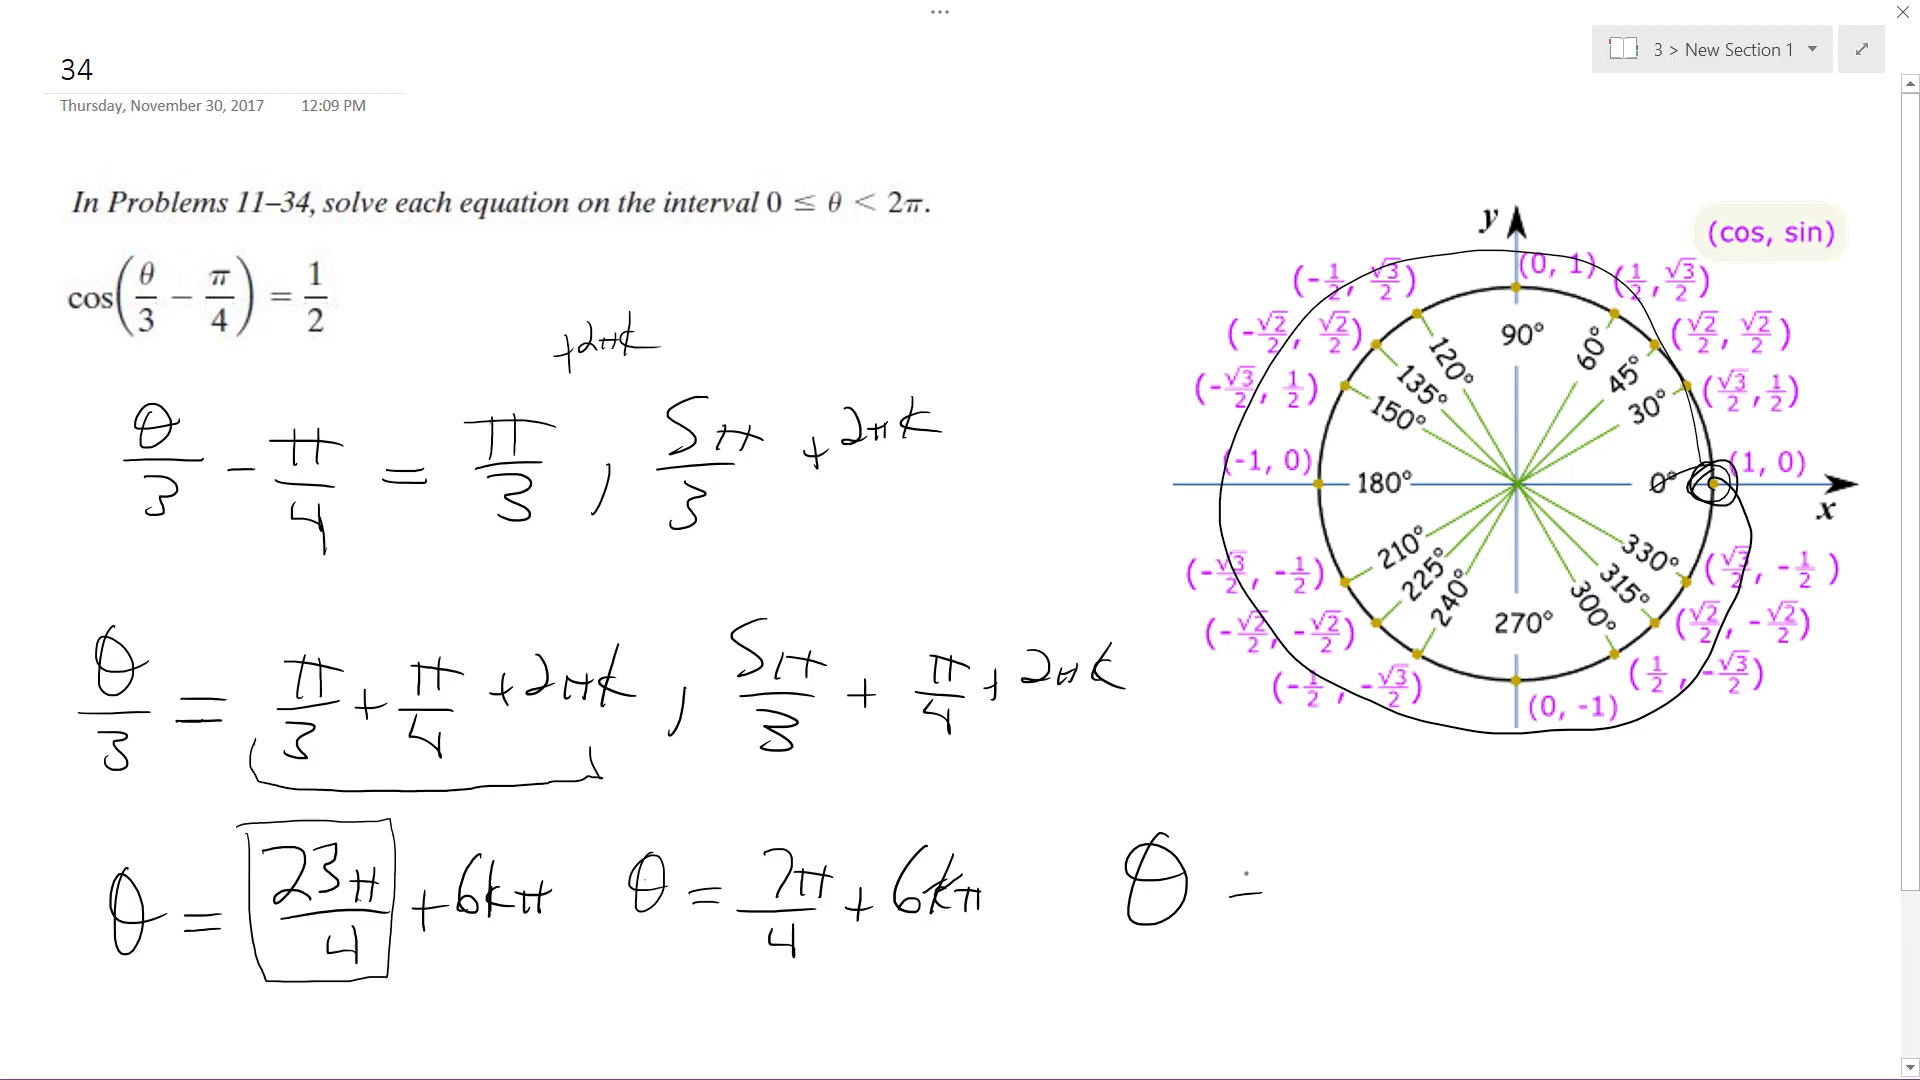 ...
3 > New Section 1
34
Thursday, November 30, 2017 12:09 PM
In Problems 11–34, solve each equation on the interval 0 ≤ θ < 2π.
cos(θ/3 − π/4) = 1/2
+2πk
θ/3 − π/4 = π/3 , 5π/3 + 2πk
θ/3 = π/3 + π/4 + 2πk , 5π/3 + π/4 + 2πk
θ = 23π/4 + 6kπ θ = 7π/4 + 6kπ θ =
y
(cos, sin)
(0, 1)
(-1/2, √3/2) (1/2, √3/2)
(-√2/2, √2/2) (√2/2, √2/2)
(-√3/2, 1/2) (√3/2, 1/2)
90°
120° 60°
135° 45°
150° 30°
(-1, 0) 180° 0° (1, 0)
x
210° 330°
225° 315°
240° 300°
270°
(-√3/2, -1/2) (√3/2, -1/2)
(-√2/2, -√2/2) (√2/2, -√2/2)
(-1/2, -√3/2) (1/2, -√3/2)
(0, -1)